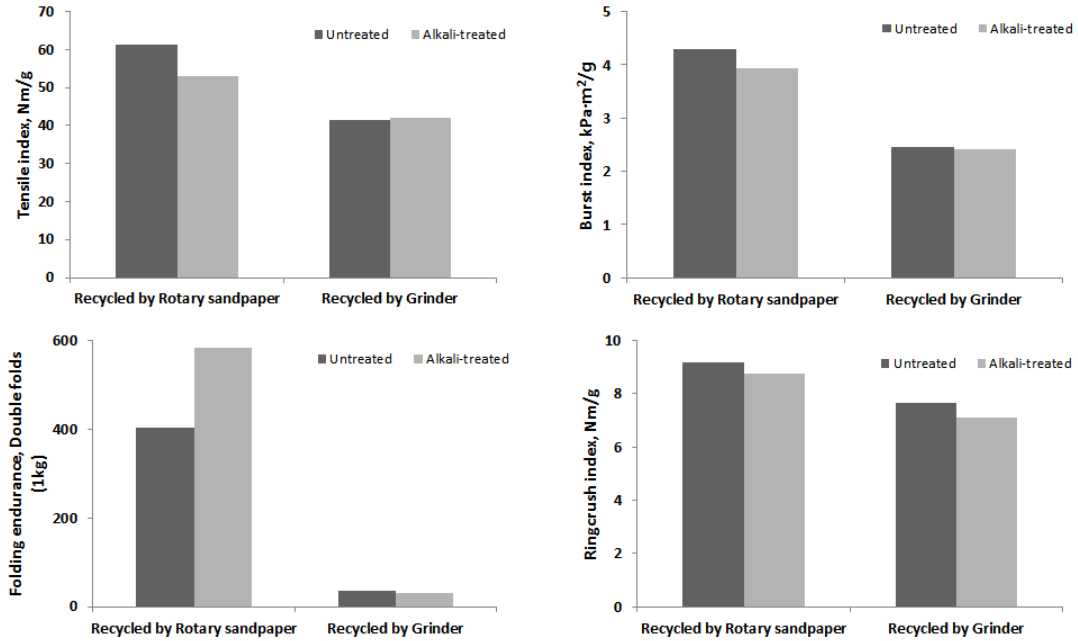 Tensile index, Nm/g
70
60
50
40
30
20
10
0
Untreated Alkali-treated
Recycled by Rotary sandpaper Recycled by Grinder
Burst index, kPa·m²/g
5
4
3
2
1
0
Untreated Alkali-treated
Recycled by Rotary sandpaper Recycled by Grinder
Folding endurance, Double folds
(1kg)
600
400
200
0
Untreated Alkali-treated
Recycled by Rotary sandpaper Recycled by Grinder
Ringcrush index, Nm/g
10
8
6
4
2
0
Untreated Alkali-treated
Recycled by Rotary sandpaper Recycled by Grinder